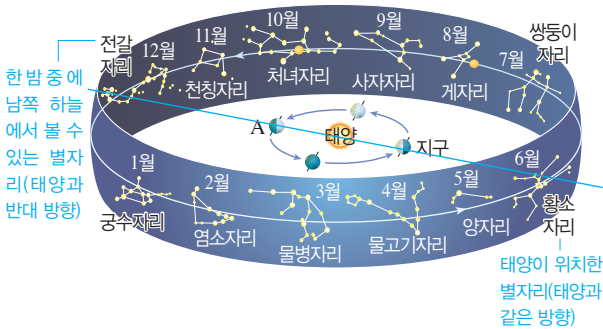 10월
9월
11월
8월
12월
7월
쌍둥이
자리
전갈
자리
처녀자리
사자자리
천칭자리
게자리
한밤중에
남쪽 하늘
에서 볼 수
있는 별자
리(태양과
반대 방향)
A
태양
지구
1월
2월
3월
4월
5월
6월
궁수자리
염소자리
물병자리
물고기자리
양자리
황소
자리
태양이 위치한
별자리(태양과
같은 방향)